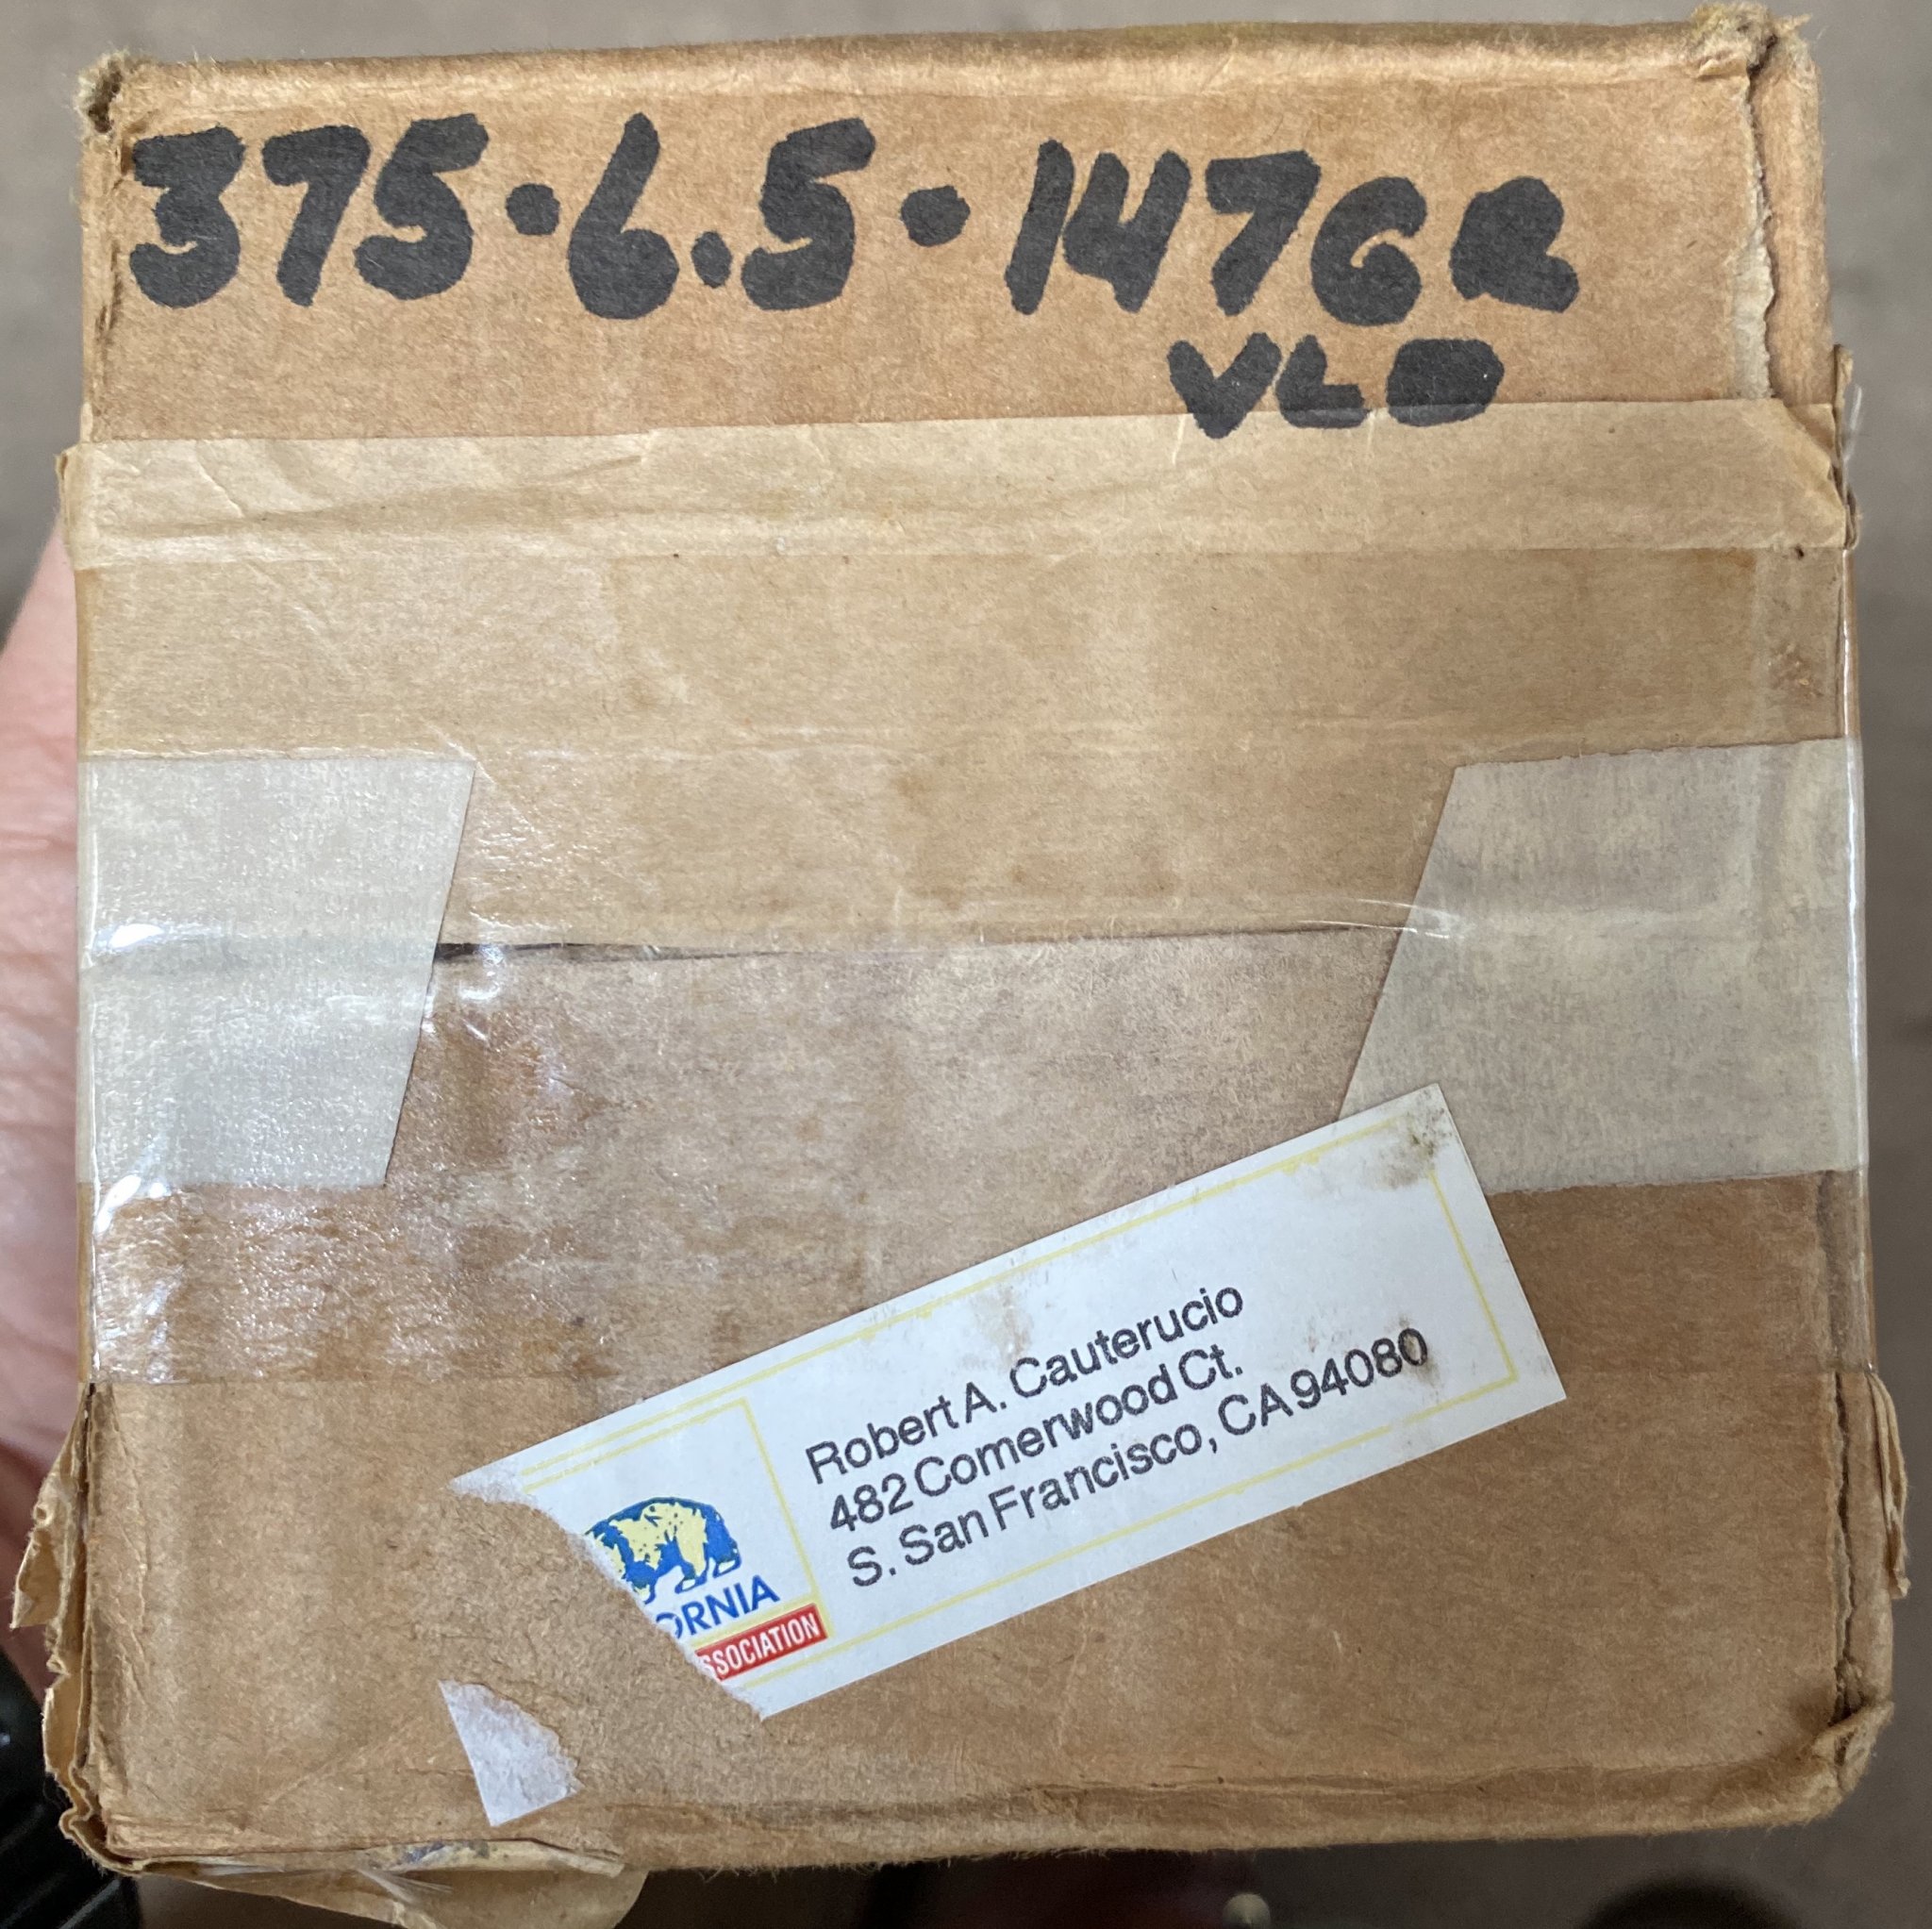 375·6.5·147GR
VLD
Robert A. Cauterucio
482 Comerwood Ct.
S. San Francisco, CA 94080
ORNIA
SSOCIATION